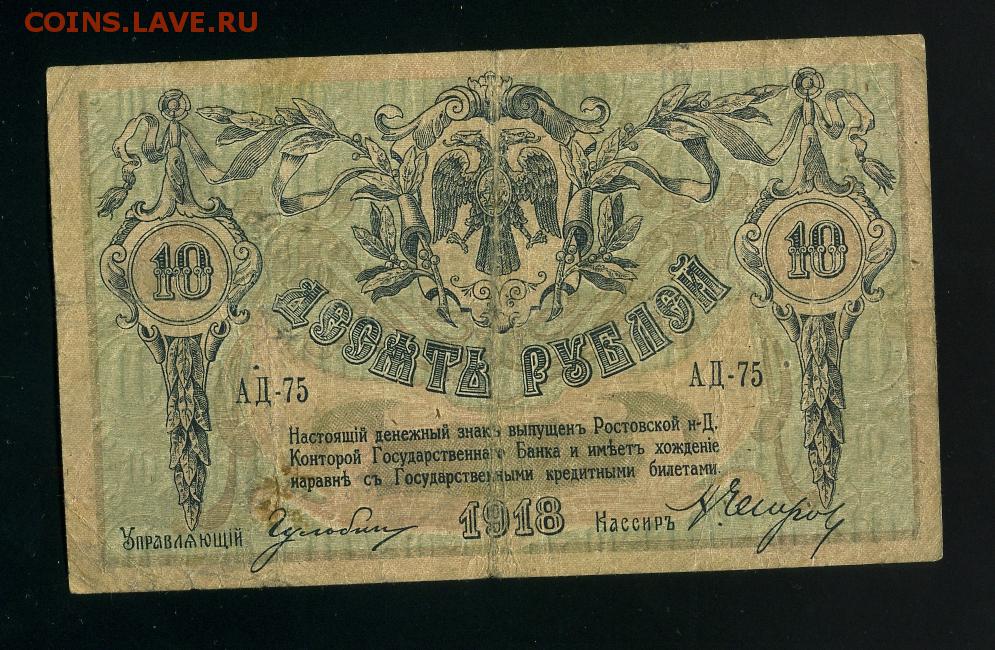 COINS.LAVE.RU
10
10
ДЕСЯТЬ РУБЛЕЙ
АД-75
АД-75
Настоящій денежный знакъ выпущенъ Ростовской н-Д.
Конторой Государственнаго Банка и имѣетъ хожденіе
наравнѣ съ Государственными кредитными билетами.
Управляющій
1918
Кассиръ